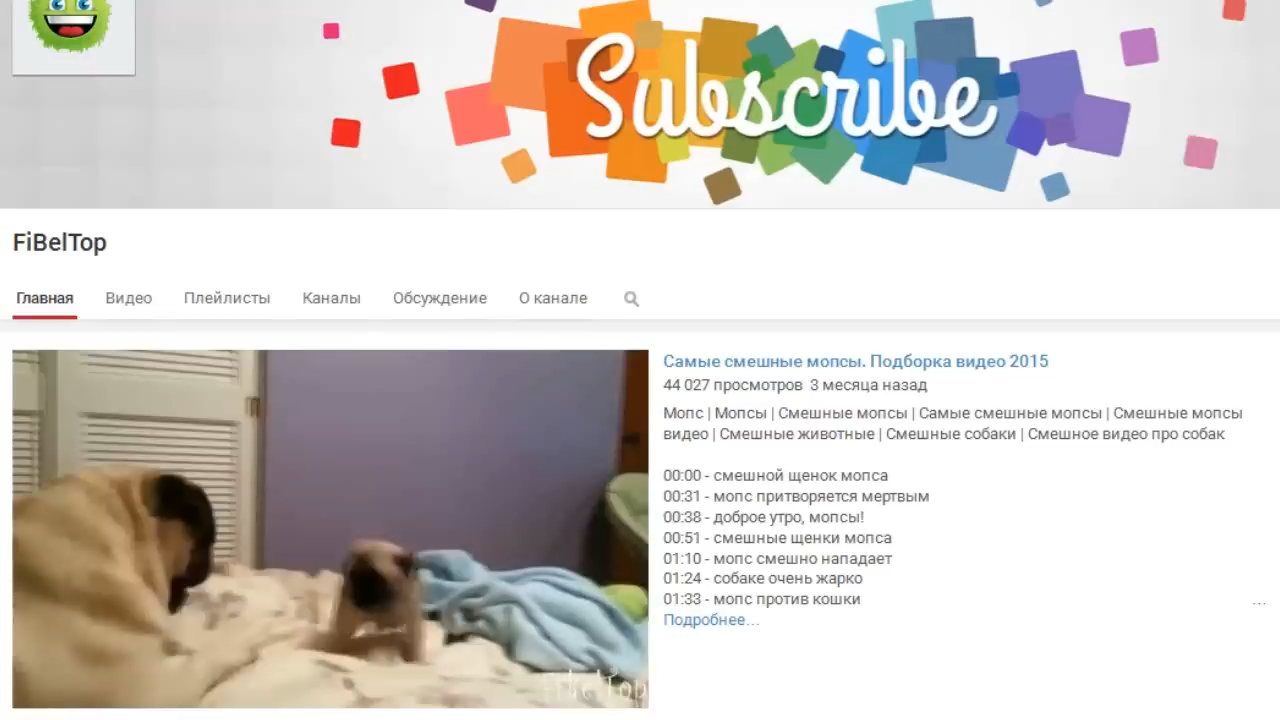 Subscribe
FiBelTop
Главная Видео Плейлисты Каналы Обсуждение О канале
Самые смешные мопсы. Подборка видео 2015
44 027 просмотров 3 месяца назад
Мопс | Мопсы | Смешные мопсы | Самые смешные мопсы | Смешные мопсы
видео | Смешные животные | Смешные собаки | Смешное видео про собак
00:00 - смешной щенок мопса
00:31 - мопс притворяется мертвым
00:38 - доброе утро, мопсы!
00:51 - смешные щенки мопса
01:10 - мопс смешно нападает
01:24 - собаке очень жарко
01:33 - мопс против кошки ...
Подробнее...
FiBelTop